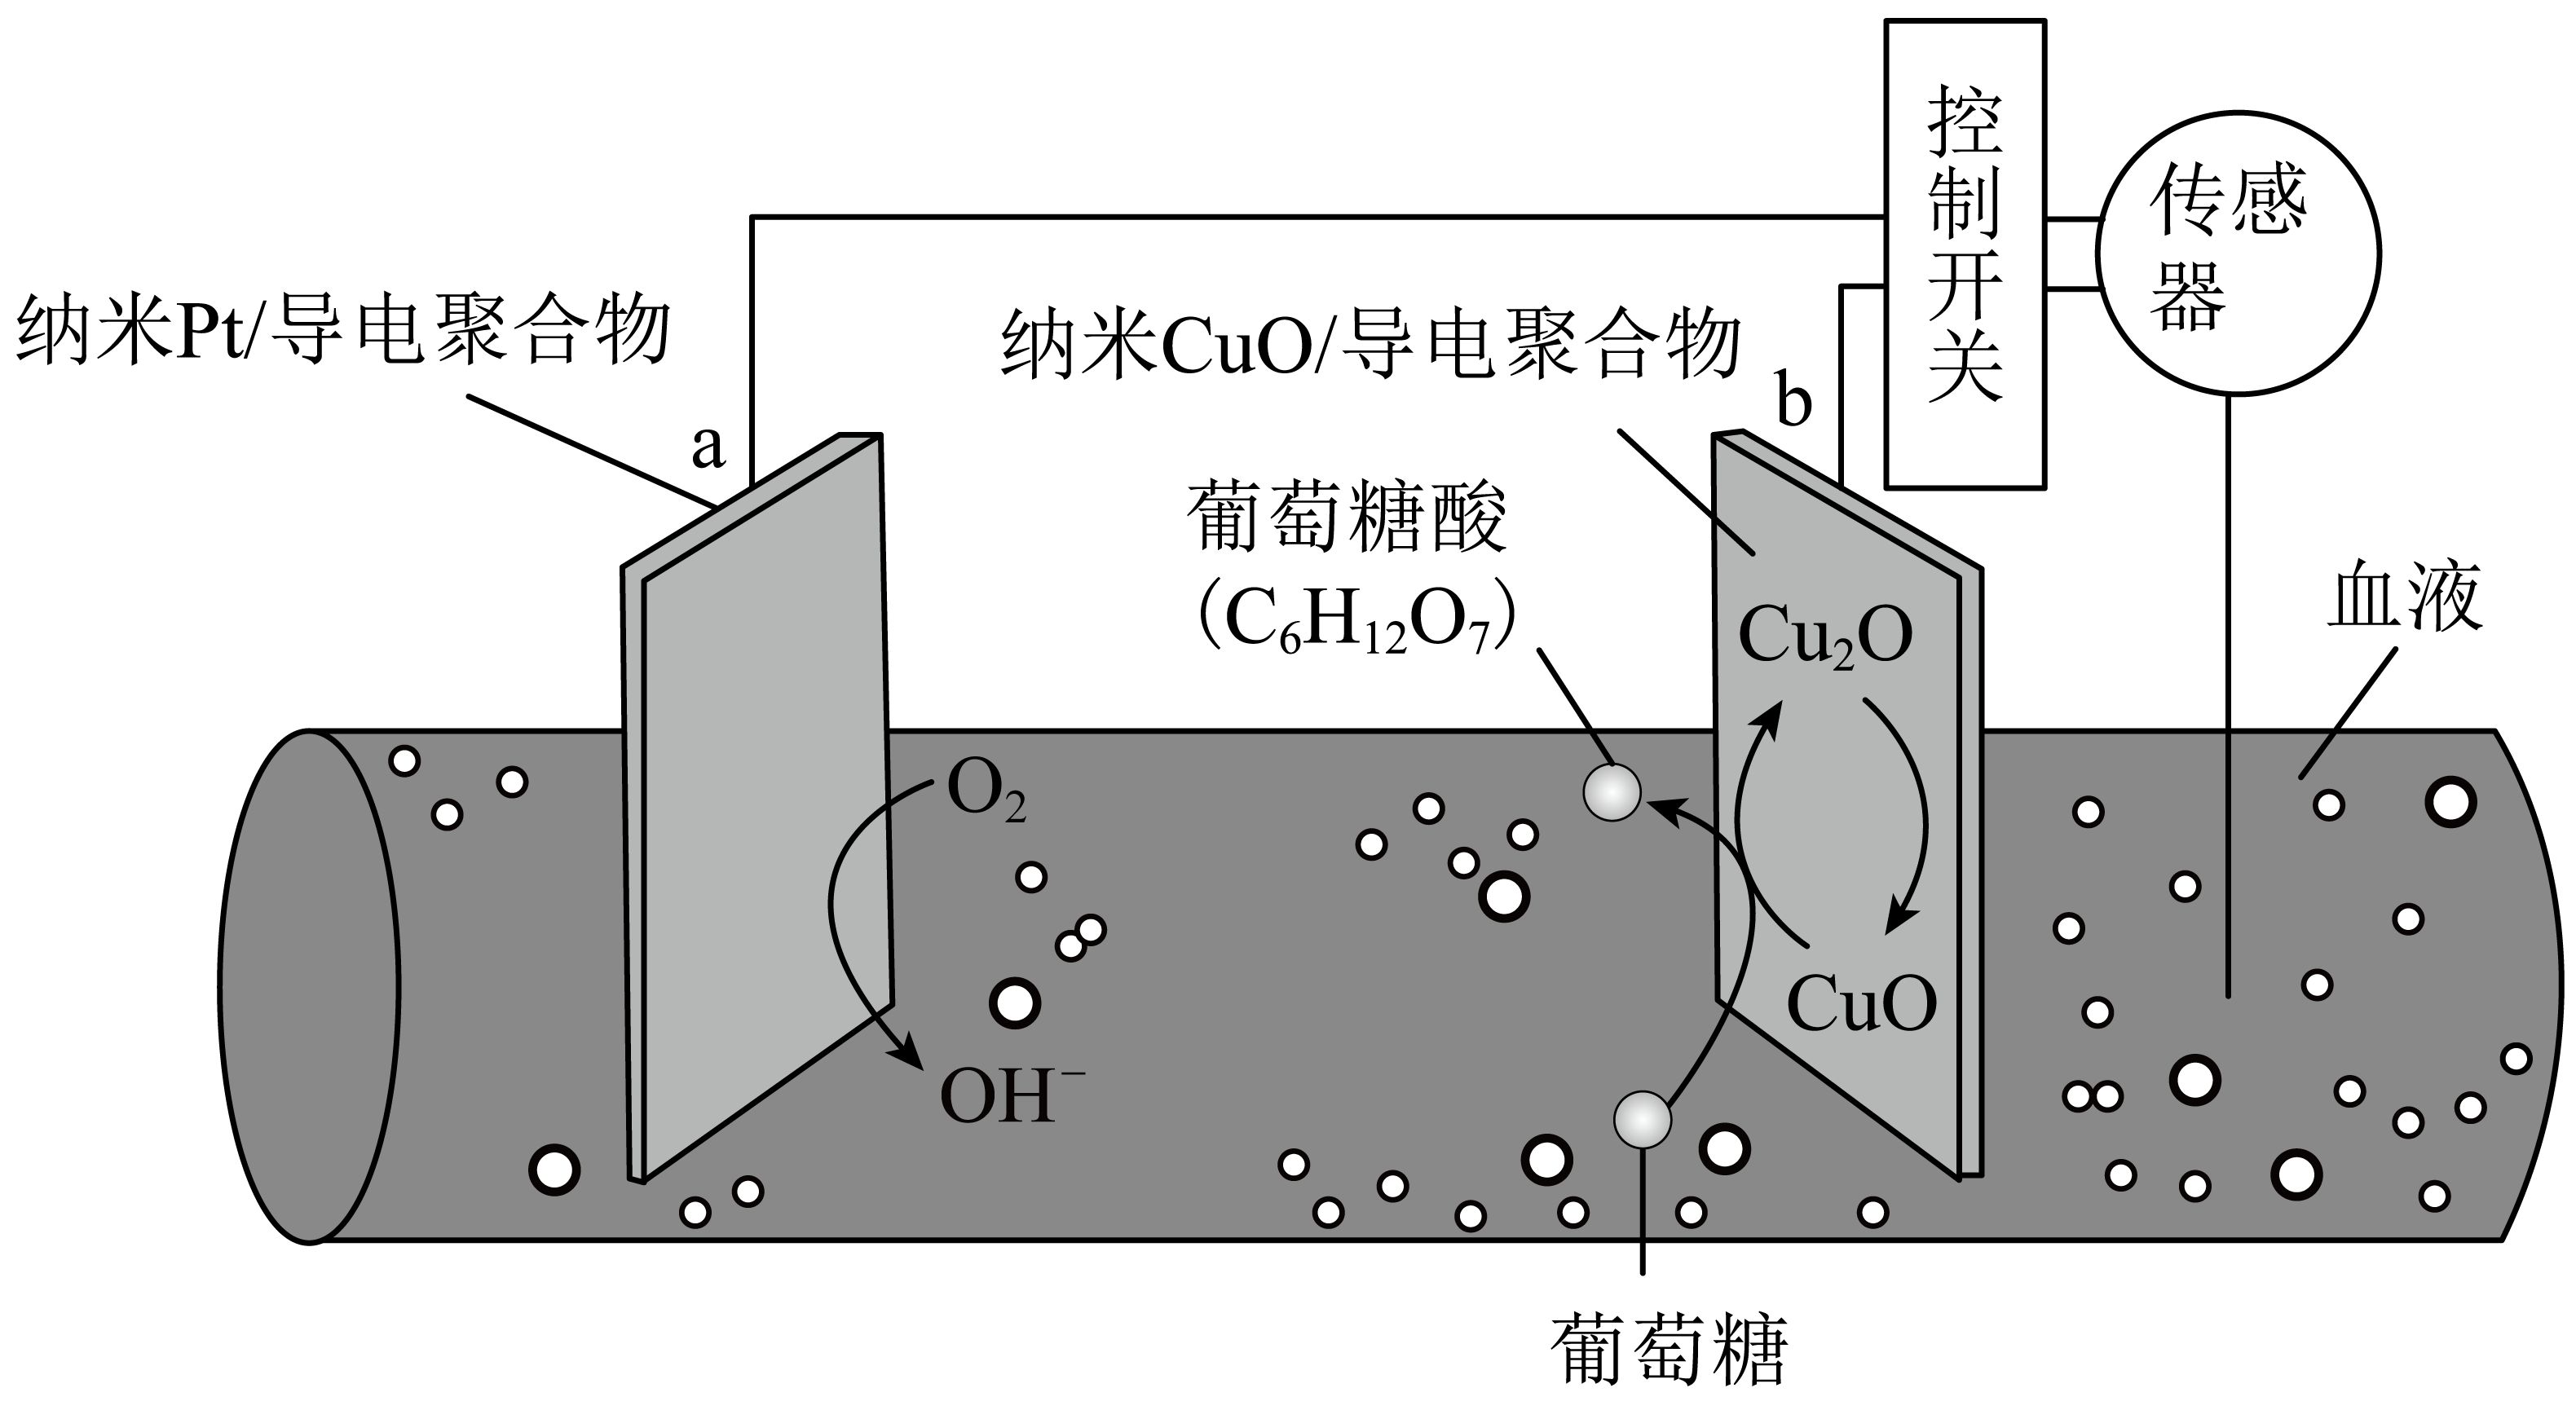 控制开关
传感
器
纳米Pt/导电聚合物
纳米CuO/导电聚合物
a
b
葡萄糖酸
（C₆H₁₂O₇）
Cu₂O
血液
O₂
CuO
OH⁻
葡萄糖